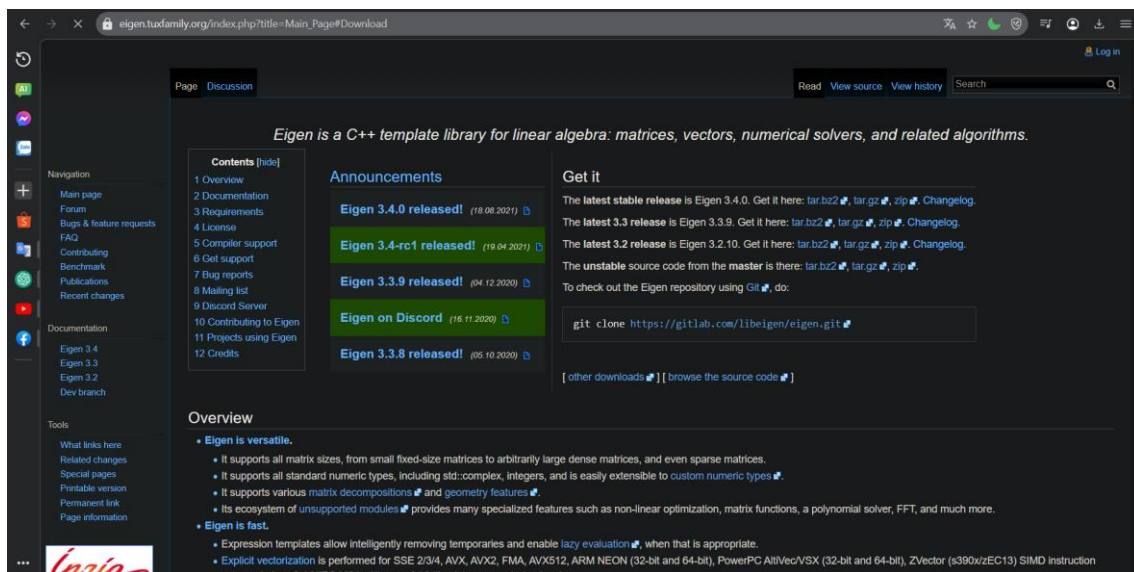 eigen.tuxfamily.org/index.php?title=Main_Page#Download
Log in
Page Discussion
Read View source View history Search
Eigen is a C++ template library for linear algebra: matrices, vectors, numerical solvers, and related algorithms.
Navigation
Main page
Forum
Bugs & feature requests
FAQ
Contributing
Benchmark
Publications
Recent changes
Documentation
Eigen 3.4
Eigen 3.3
Eigen 3.2
Dev branch
Tools
What links here
Related changes
Special pages
Printable version
Permanent link
Page information
Contents [hide]
1 Overview
2 Documentation
3 Requirements
4 License
5 Compiler support
6 Get support
7 Bug reports
8 Mailing list
9 Discord Server
10 Contributing to Eigen
11 Projects using Eigen
12 Credits
Announcements
Eigen 3.4.0 released! (18.08.2021)
Eigen 3.4-rc1 released! (19.04.2021)
Eigen 3.3.9 released! (04.12.2020)
Eigen on Discord (16.11.2020)
Eigen 3.3.8 released! (05.10.2020)
Get it
The latest stable release is Eigen 3.4.0. Get it here: tar.bz2, tar.gz, zip. Changelog.
The latest 3.3 release is Eigen 3.3.9. Get it here: tar.bz2, tar.gz, zip. Changelog.
The latest 3.2 release is Eigen 3.2.10. Get it here: tar.bz2, tar.gz, zip. Changelog.
The unstable source code from the master is there: tar.bz2, tar.gz, zip.
To check out the Eigen repository using Git, do:
git clone https://gitlab.com/libeigen/eigen.git
[ other downloads ] [ browse the source code ]
Overview
• Eigen is versatile.
• It supports all matrix sizes, from small fixed-size matrices to arbitrarily large dense matrices, and even sparse matrices.
• It supports all standard numeric types, including std::complex, integers, and is easily extensible to custom numeric types.
• It supports various matrix decompositions and geometry features.
• Its ecosystem of unsupported modules provides many specialized features such as non-linear optimization, matrix functions, a polynomial solver, FFT, and much more.
• Eigen is fast.
• Expression templates allow intelligently removing temporaries and enable lazy evaluation, when that is appropriate.
• Explicit vectorization is performed for SSE 2/3/4, AVX, AVX2, FMA, AVX512, ARM NEON (32-bit and 64-bit), PowerPC AltiVec/VSX (32-bit and 64-bit), ZVector (s390x/zEC13) SIMD instruction